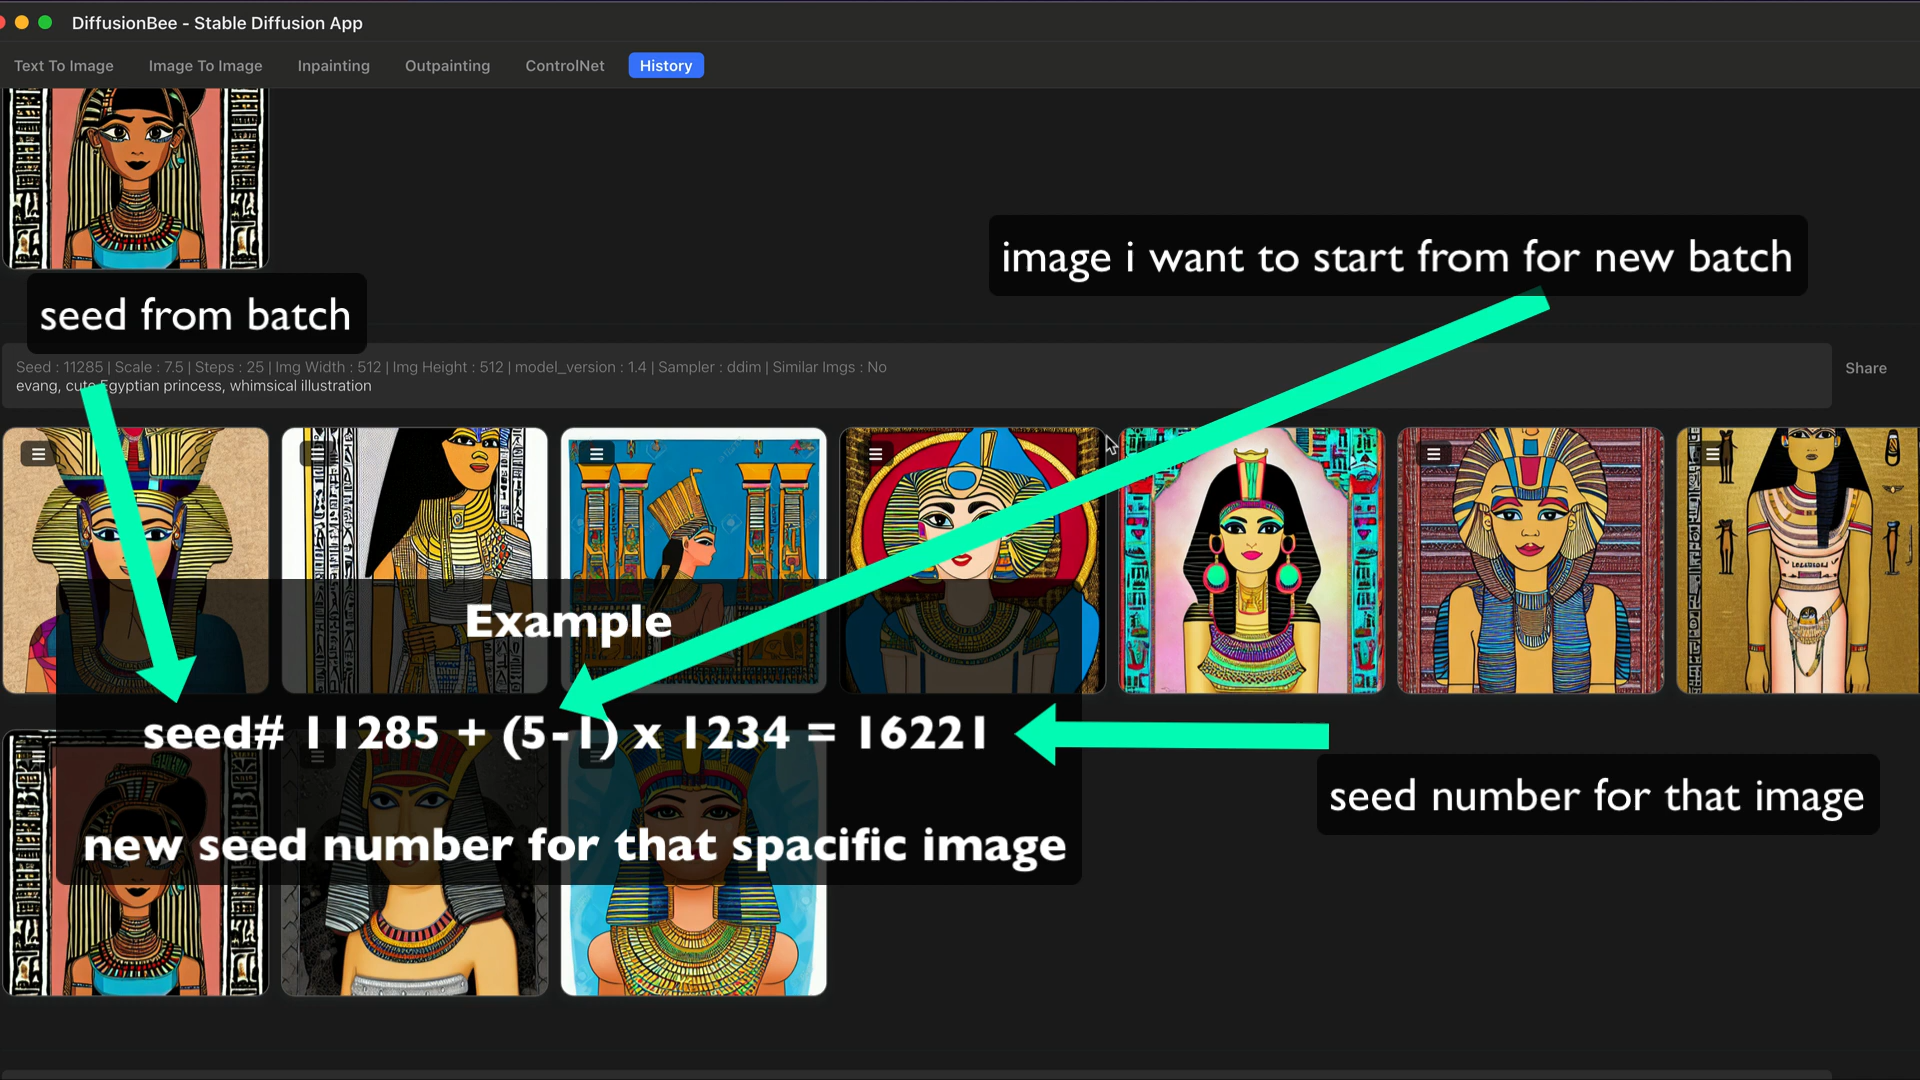 DiffusionBee - Stable Diffusion App
Text To Image Image To Image Inpainting Outpainting ControlNet History
image i want to start from for new batch
seed from batch
Seed : 11285 | Scale : 7.5 | Steps : 25 | Img Width : 512 | Img Height : 512 | model_version : 1.4 | Sampler : ddim | Similar Imgs : No
evang, cute Egyptian princess, whimsical illustration
Share
Example
seed# 11285 + (5-1) x 1234 = 16221
seed number for that image
new seed number for that spacific image